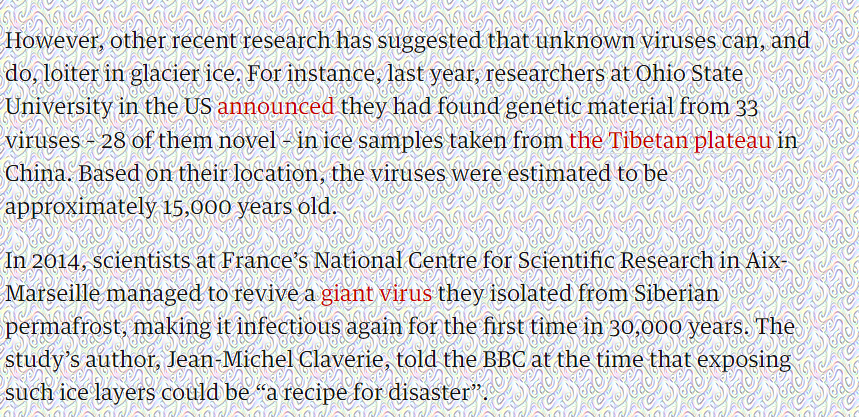 However, other recent research has suggested that unknown viruses can, and
do, loiter in glacier ice. For instance, last year, researchers at Ohio State
University in the US announced they had found genetic material from 33
viruses – 28 of them novel – in ice samples taken from the Tibetan plateau in
China. Based on their location, the viruses were estimated to be
approximately 15,000 years old.
In 2014, scientists at France’s National Centre for Scientific Research in Aix-
Marseille managed to revive a giant virus they isolated from Siberian
permafrost, making it infectious again for the first time in 30,000 years. The
study’s author, Jean-Michel Claverie, told the BBC at the time that exposing
such ice layers could be “a recipe for disaster”.